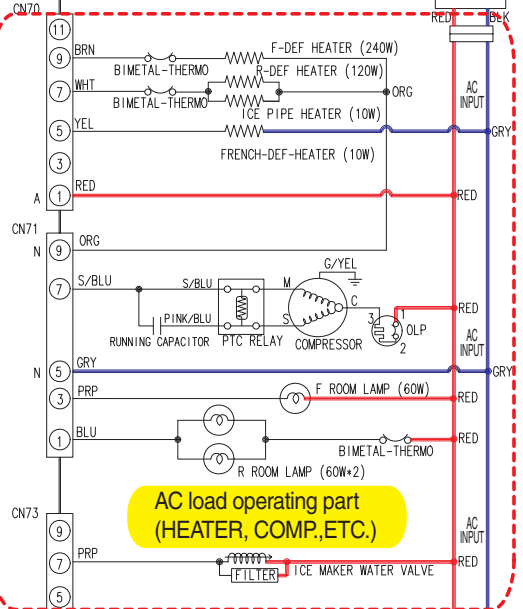 CN70
RED
BLK
11
9
BRN
F-DEF HEATER (240W)
BIMETAL-THERMO
R-DEF HEATER (120W)
7
WHT
ORG
AC
INPUT
BIMETAL-THERMO
ICE PIPE HEATER (10W)
5
YEL
GRY
FRENCH-DEF-HEATER (10W)
3
A
1
RED
RED
CN71
N
9
ORG
G/YEL
7
S/BLU
S/BLU
M
C
S
3
1
2
OLP
RED
PINK/BLU
RUNNING CAPACITOR
PTC RELAY
COMPRESSOR
AC
INPUT
N
5
GRY
GRY
3
PRP
F ROOM LAMP (60W)
RED
1
BLU
RED
BIMETAL-THERMO
R ROOM LAMP (60W*2)
AC load operating part
(HEATER, COMP.,ETC.)
CN73
9
AC
INPUT
7
PRP
RED
FILTER
ICE MAKER WATER VALVE
5